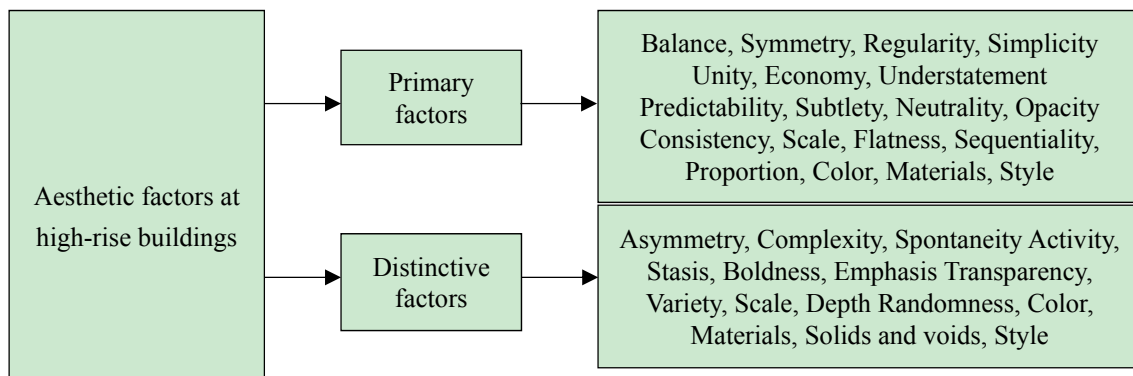 Aesthetic factors at
high-rise buildings
Primary
factors
Balance, Symmetry, Regularity, Simplicity
Unity, Economy, Understatement
Predictability, Subtlety, Neutrality, Opacity
Consistency, Scale, Flatness, Sequentiality,
Proportion, Color, Materials, Style
Distinctive
factors
Asymmetry, Complexity, Spontaneity Activity,
Stasis, Boldness, Emphasis Transparency,
Variety, Scale, Depth Randomness, Color,
Materials, Solids and voids, Style